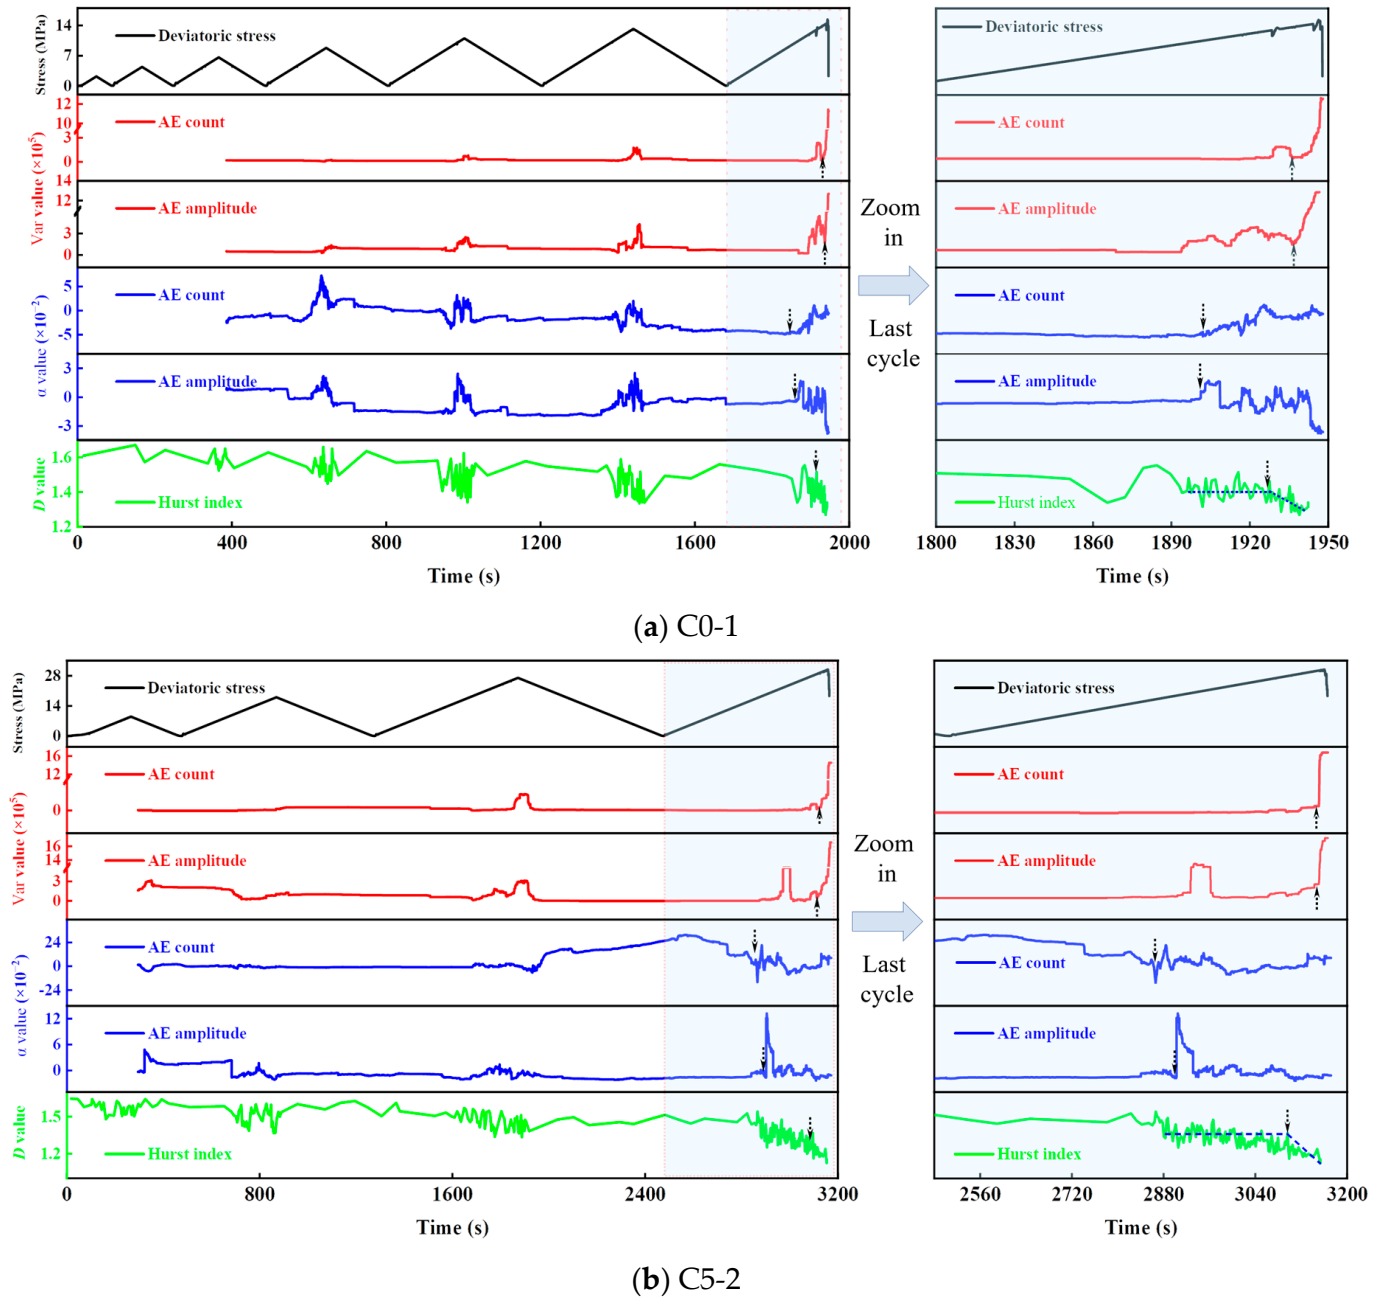 Stress (MPa)
14
7
0
Deviatoric stress
Deviatoric stress
Var value (×10⁵)
12
10
3
0
14
AE count
AE count
12
3
0
AE amplitude
AE amplitude
Zoom
in
Last
cycle
α value (×10⁻²)
5
0
-5
AE count
AE count
3
0
-3
AE amplitude
AE amplitude
D value
1.6
1.4
1.2
Hurst index
Hurst index
0 400 800 1200 1600 2000
1800 1830 1860 1890 1920 1950
Time (s)
Time (s)
(a) C0-1
Stress (MPa)
28
14
0
Deviatoric stress
Deviatoric stress
Var value (×10⁵)
16
12
0
AE count
AE count
16
14
3
0
AE amplitude
AE amplitude
Zoom
in
Last
cycle
α value (×10⁻²)
24
0
-24
AE count
AE count
12
6
0
AE amplitude
AE amplitude
D value
1.5
1.2
Hurst index
Hurst index
0 800 1600 2400 3200
2560 2720 2880 3040 3200
Time (s)
Time (s)
(b) C5-2